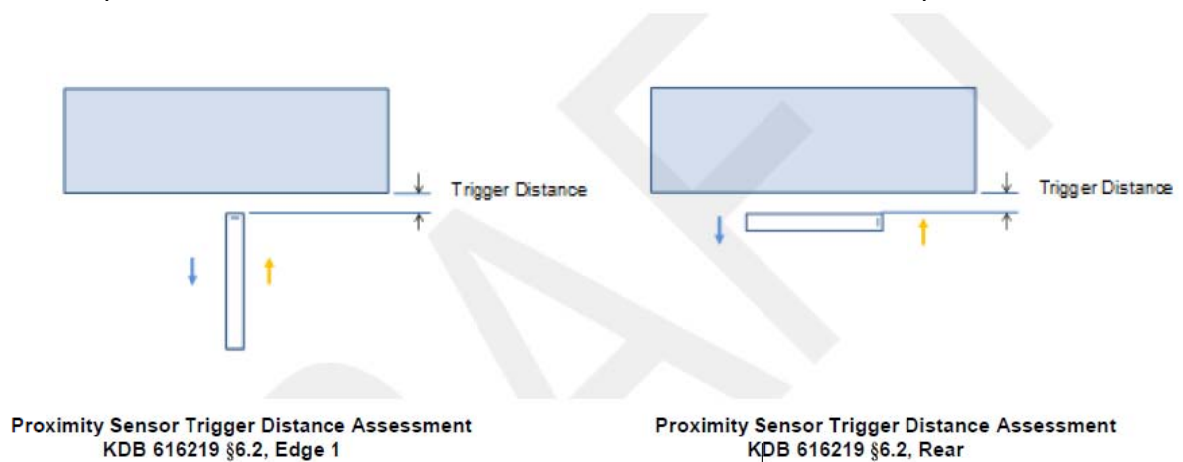 Trigger Distance
Trigger Distance
Proximity Sensor Trigger Distance Assessment
KDB 616219 §6.2, Edge 1
Proximity Sensor Trigger Distance Assessment
KDB 616219 §6.2, Rear